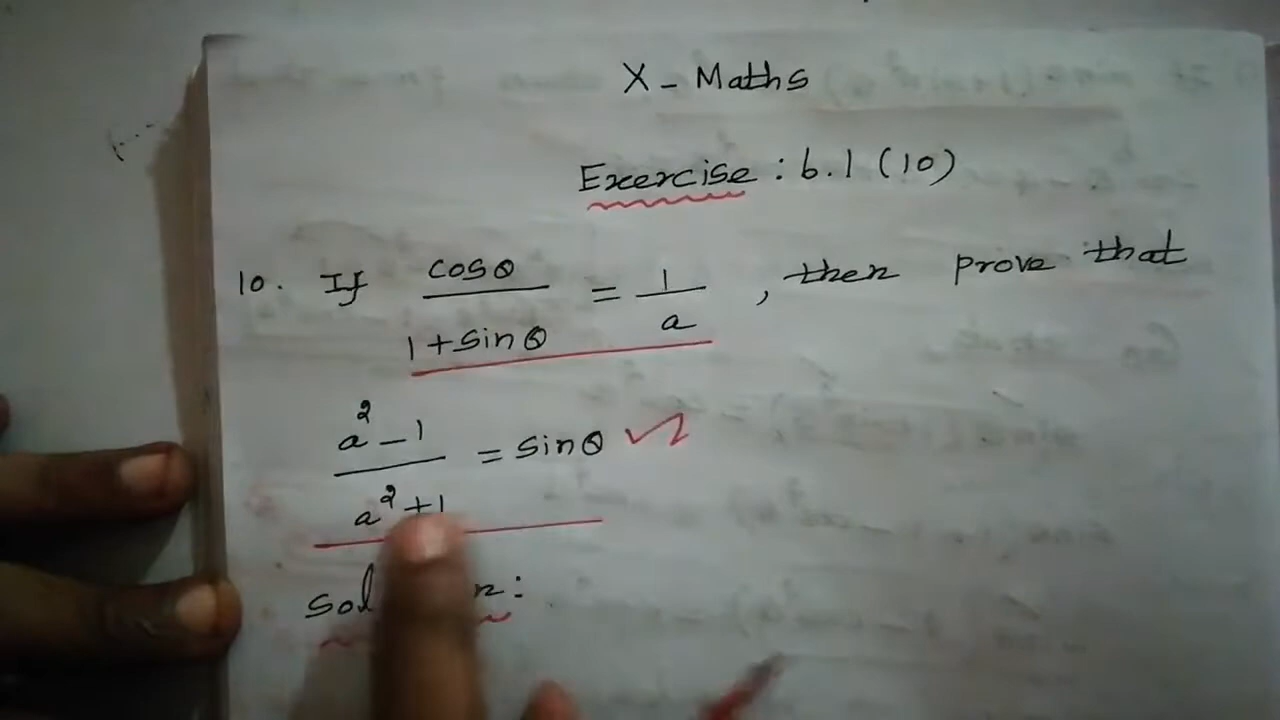 X - Maths
Exercise : 6.1 (10)
10. If cosθ / 1+sinθ = 1 / a , then prove that
a² - 1 / a² + 1 = sinθ